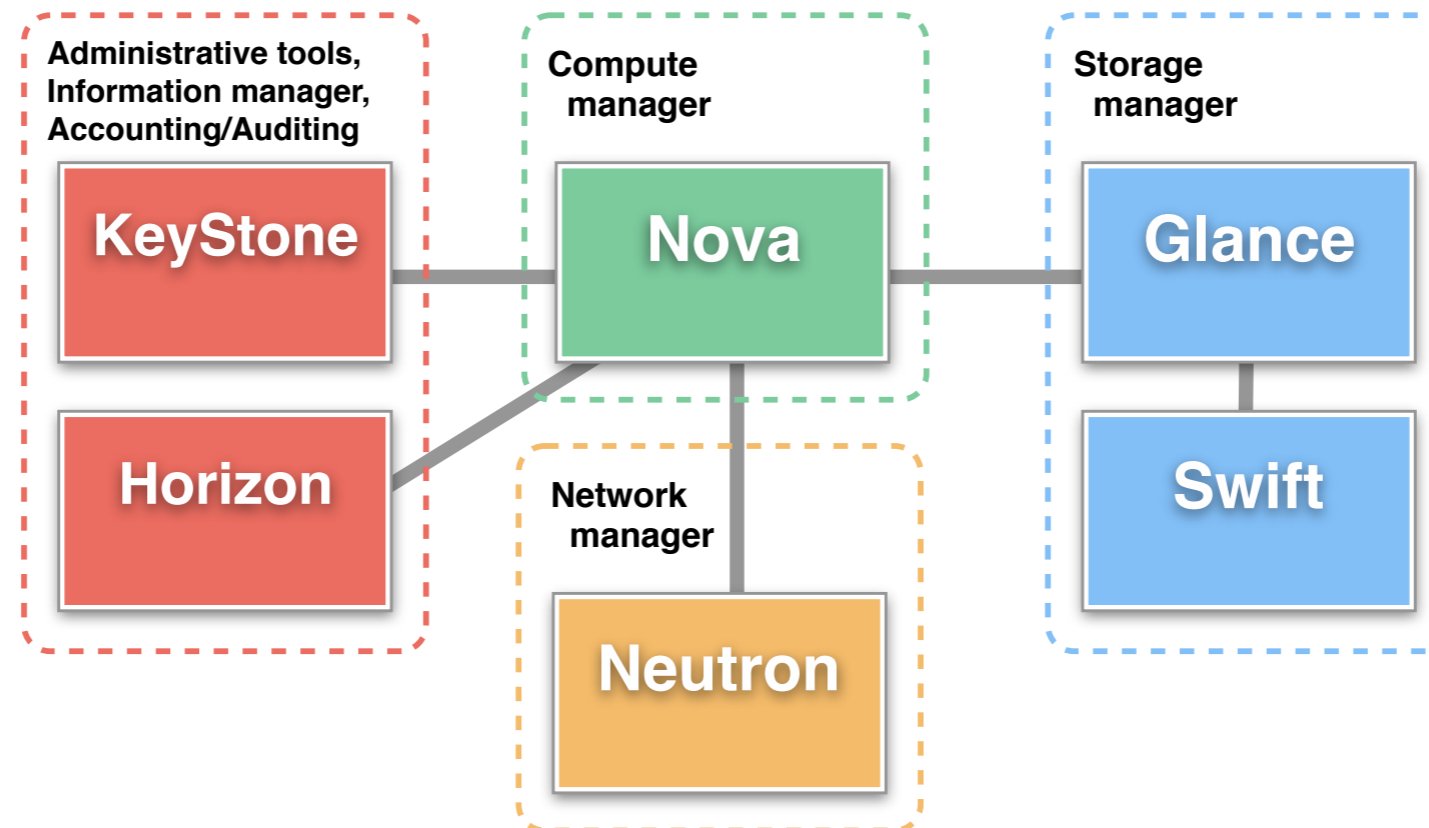 Administrative tools,
Information manager,
Accounting/Auditing
KeyStone
Horizon
Compute
manager
Nova
Network
manager
Neutron
Storage
manager
Glance
Swift